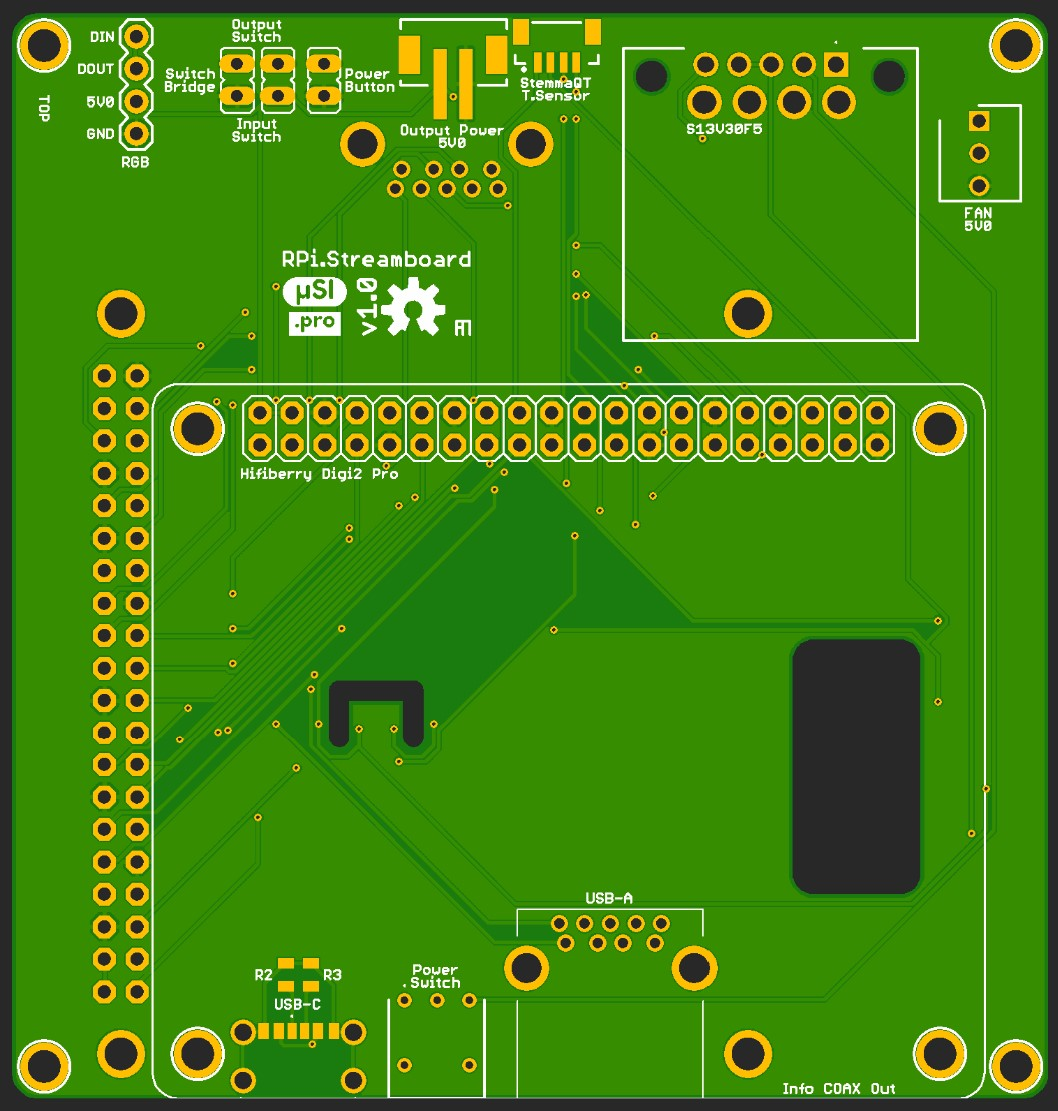 DIN
DOUT
5V0
GND
RGB
TOP
Output
Switch
Switch
Bridge
Power
Button
Input
Switch
Output Power
5V0
StemmaQT
T.Sensor
S13V30F5
FAN
5V0
RPi.Streamboard
µSI
.pro
v1.0
Hifiberry Digi2 Pro
USB-A
R2
R3
USB-C
Power
Switch
Info COAX Out